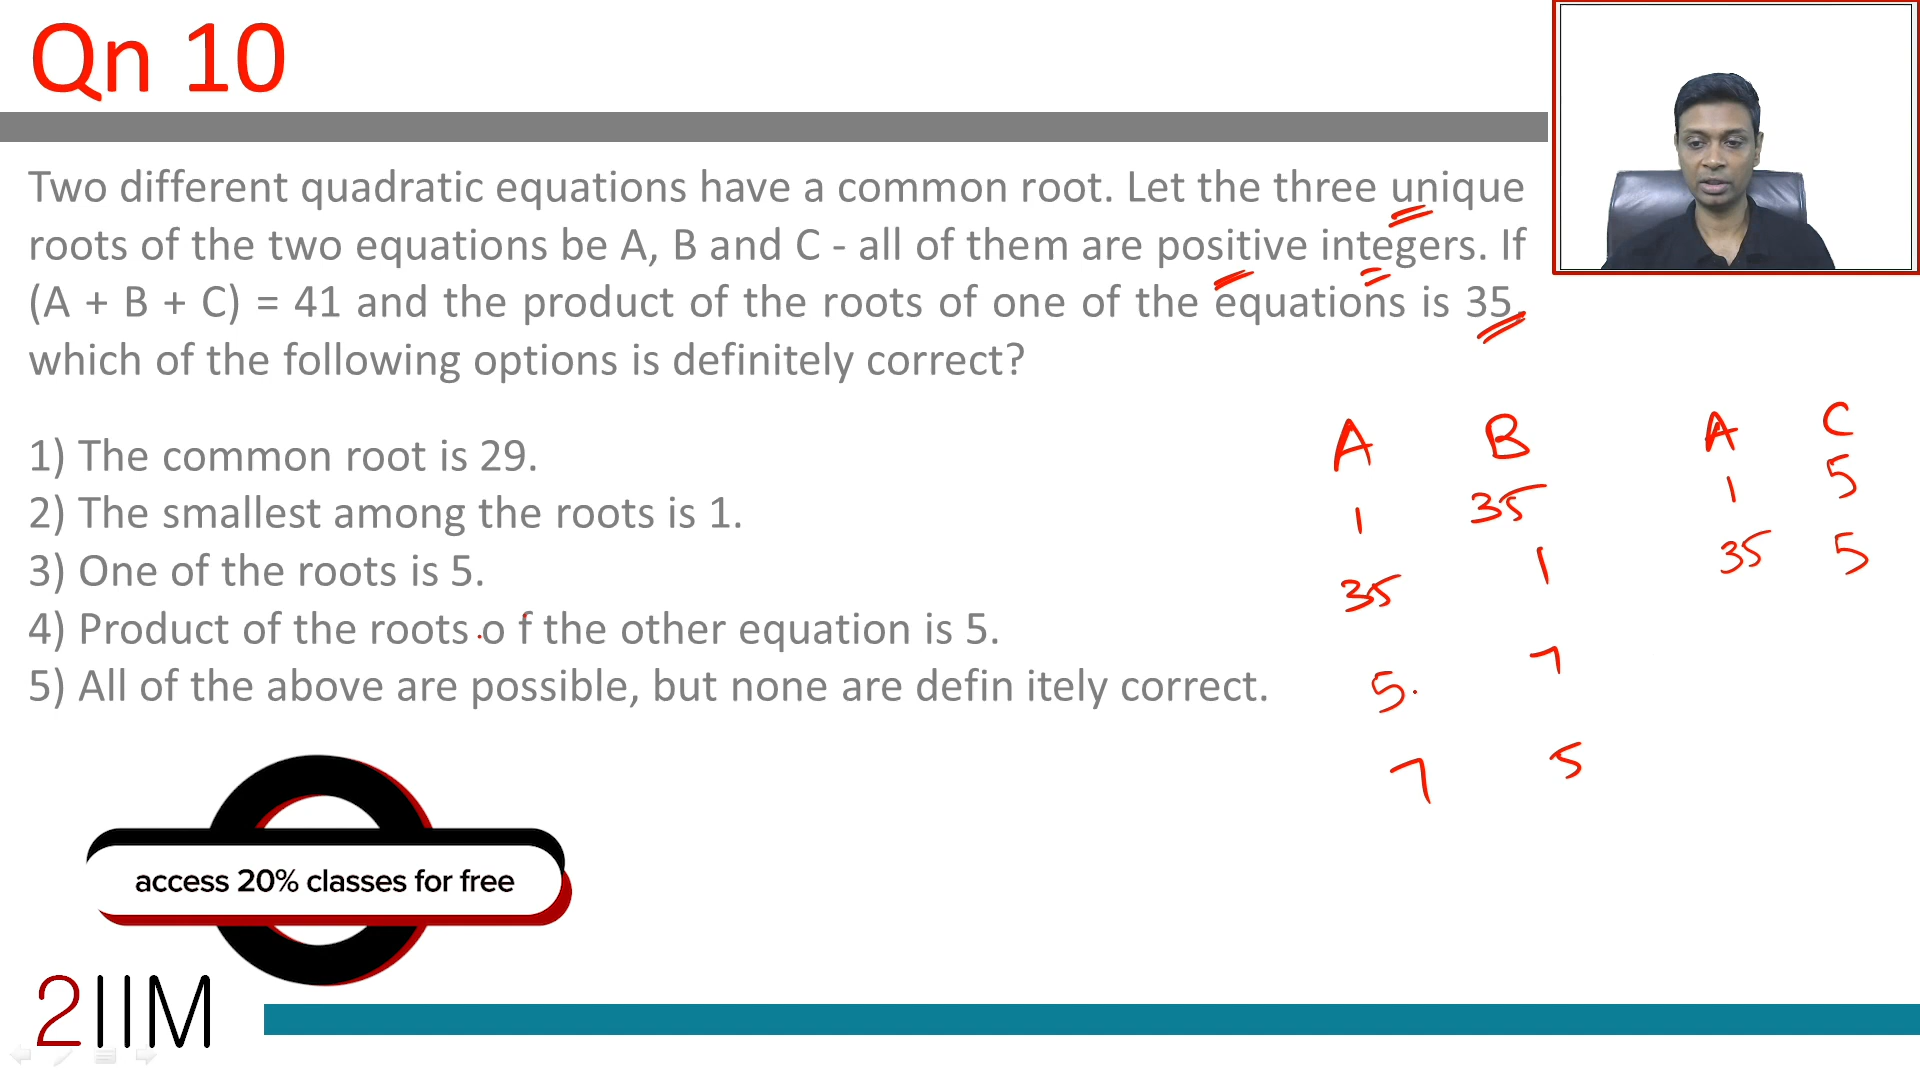 Qn 10
Two different quadratic equations have a common root. Let the three unique
roots of the two equations be A, B and C - all of them are positive integers. If
(A + B + C) = 41 and the product of the roots of one of the equations is 35,
which of the following options is definitely correct?
1) The common root is 29.
2) The smallest among the roots is 1.
3) One of the roots is 5.
4) Product of the roots o f the other equation is 5.
5) All of the above are possible, but none are defin itely correct.
A B A C
1 35 1 5
35 1 35 5
5. 7
7 5
access 20% classes for free
2IIM